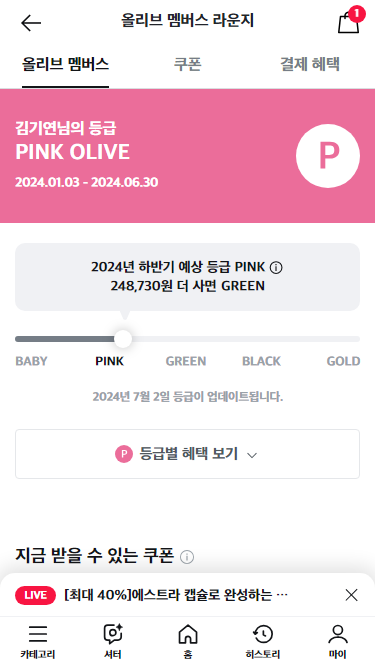 올리브 멤버스 라운지
1
올리브 멤버스 쿠폰 결제 혜택
김기연님의 등급
PINK OLIVE
2024.01.03 - 2024.06.30
P
2024년 하반기 예상 등급 PINK
248,730원 더 사면 GREEN
BABY PINK GREEN BLACK GOLD
2024년 7월 2일 등급이 업데이트됩니다.
P 등급별 혜택 보기
지금 받을 수 있는 쿠폰
LIVE [최대 40%]에스트라 캡슐로 완성하는 ···
카테고리 셔터 홈 히스토리 마이